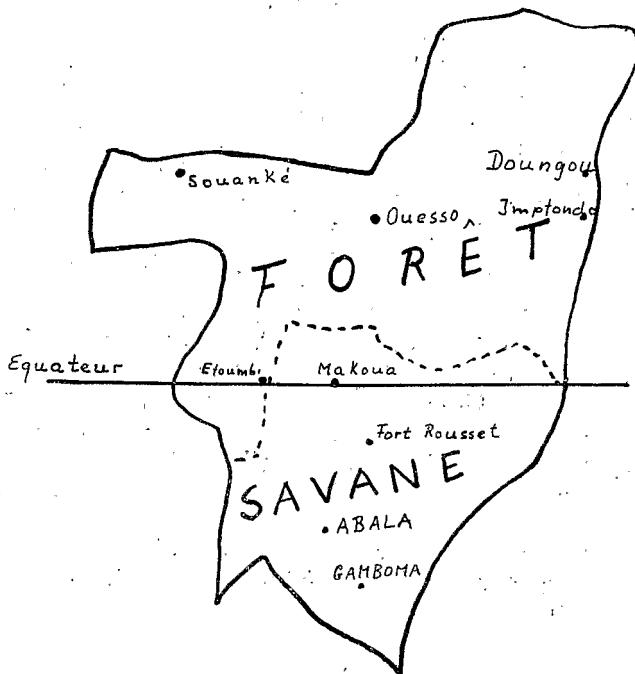 Doungou
Souanké
Impfondo
Ouesso
FORÊT
Equateur
Etoumbi
Makoua
Fort Rousset
SAVANE
ABALA
GAMBOMA